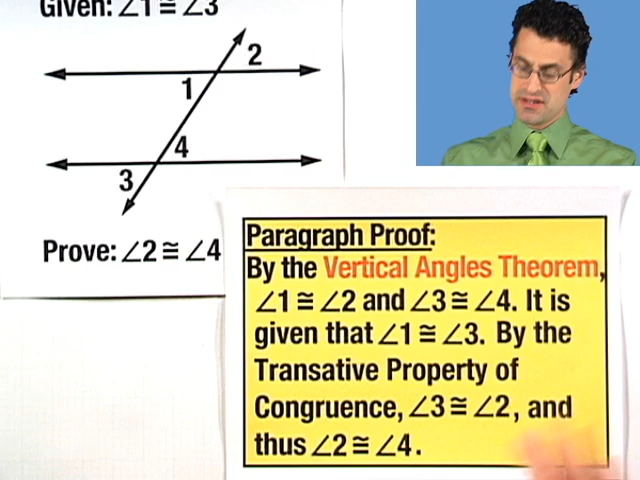 Given: ∠1 ≅ ∠3
2
1
4
3
Prove: ∠2 ≅ ∠4
Paragraph Proof:
By the Vertical Angles Theorem,
∠1 ≅ ∠2 and ∠3 ≅ ∠4. It is
given that ∠1 ≅ ∠3. By the
Transative Property of
Congruence, ∠3 ≅ ∠2, and
thus ∠2 ≅ ∠4.